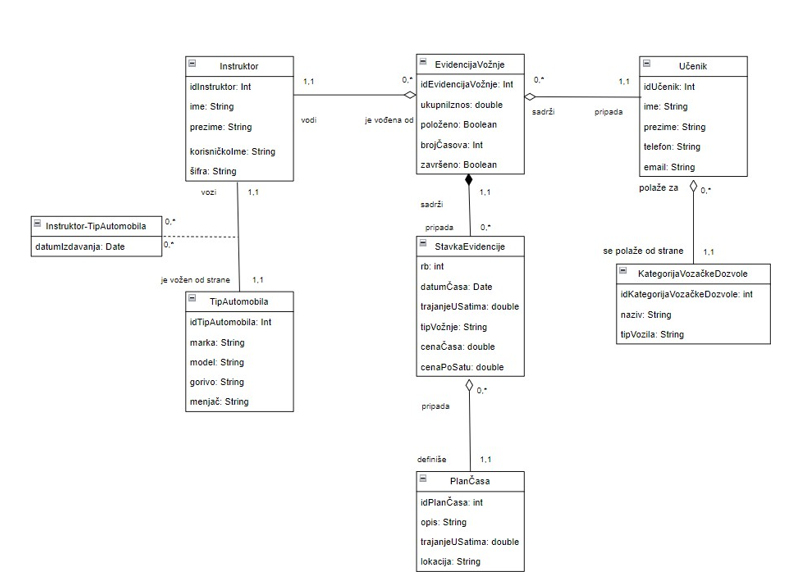 Instruktor
idInstruktor: Int
ime: String
prezime: String
korisničkoIme: String
šifra: String
1,1
vodi
0,*
je vođena od
EvidencijaVožnje
idEvidencijaVožnje: Int
ukupniIznos: double
položeno: Boolean
brojČasova: Int
završeno: Boolean
0,*
sadrži
1,1
pripada
Učenik
idUčenik: Int
ime: String
prezime: String
telefon: String
email: String
vozi
1,1
Instruktor-TipAutomobila
datumIzdavanja: Date
0,*
0,*
je vožen od strane
1,1
TipAutomobila
idTipAutomobila: Int
marka: String
model: String
gorivo: String
menjač: String
1,1
sadrži
pripada
0,*
StavkaEvidencije
rb: int
datumČasa: Date
trajanjeUSatima: double
tipVožnje: String
cenaČasa: double
cenaPoSatu: double
polaže za
0,*
se polaže od strane
1,1
KategorijaVozačkeDozvole
idKategorijaVozačkeDozvole: int
naziv: String
tipVozila: String
0,*
pripada
definiše
1,1
PlanČasa
idPlanČasa: int
opis: String
trajanjeUSatima: double
lokacija: String